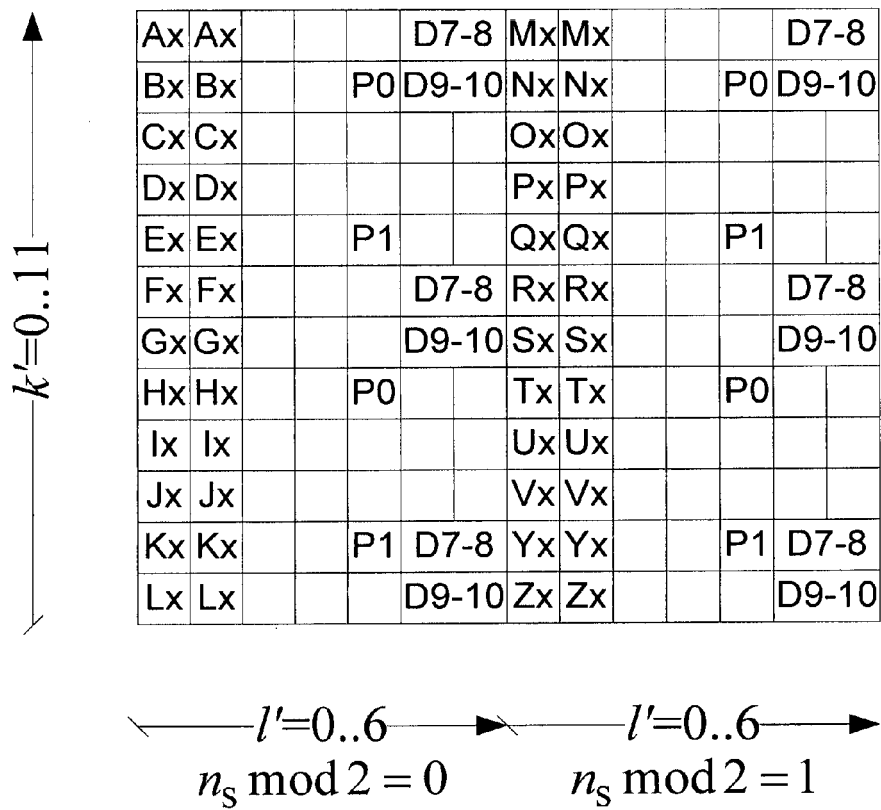 Ax Ax D7-8 Mx Mx D7-8
Bx Bx P0 D9-10 Nx Nx P0 D9-10
Cx Cx Ox Ox
Dx Dx Px Px
Ex Ex P1 Qx Qx P1
Fx Fx D7-8 Rx Rx D7-8
Gx Gx D9-10 Sx Sx D9-10
Hx Hx P0 Tx Tx P0
Ix Ix Ux Ux
Jx Jx Vx Vx
Kx Kx P1 D7-8 Yx Yx P1 D7-8
Lx Lx D9-10 Zx Zx D9-10
k'=0..11
l'=0..6 l'=0..6
n_s mod 2 = 0 n_s mod 2 = 1